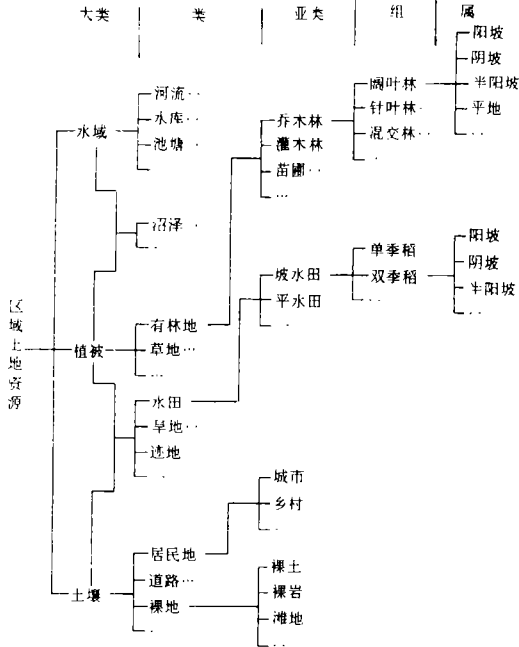 大类 类 亚类 组 属
阳坡
阴坡
半阳坡
平地
‥
阔叶林
针叶林‥
混交林‥
‥
乔木林
灌木林
苗圃‥
…
河流‥
水库‥
池塘‥
‥
水域
沼泽‥
‥
阳坡
阴坡
半阳坡
‥
单季稻
双季稻
…
坡水田
平水田
‥
区域土地资源
植被
有林地
草地…
…
水田
旱地‥
迹地
‥
城市
乡村
‥
土壤
居民地
道路…
裸地
‥
裸土
裸岩
滩地
‥